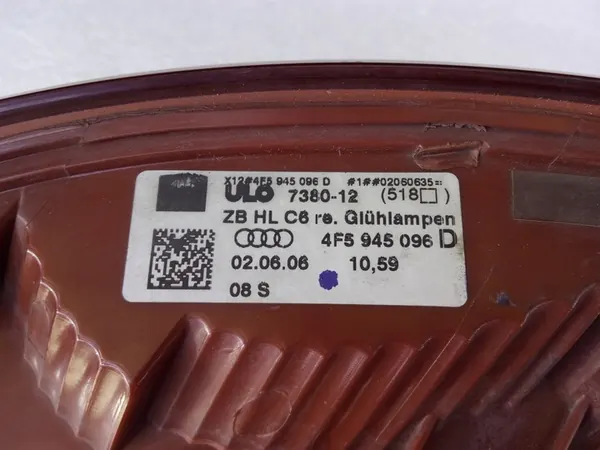 X12#4F5 945 096 D #1##02060635=
ULO 7380-12 (518□)
ZB HL C6 re. Glühlampen
4F5 945 096 D
02.06.06 10,59
08 S